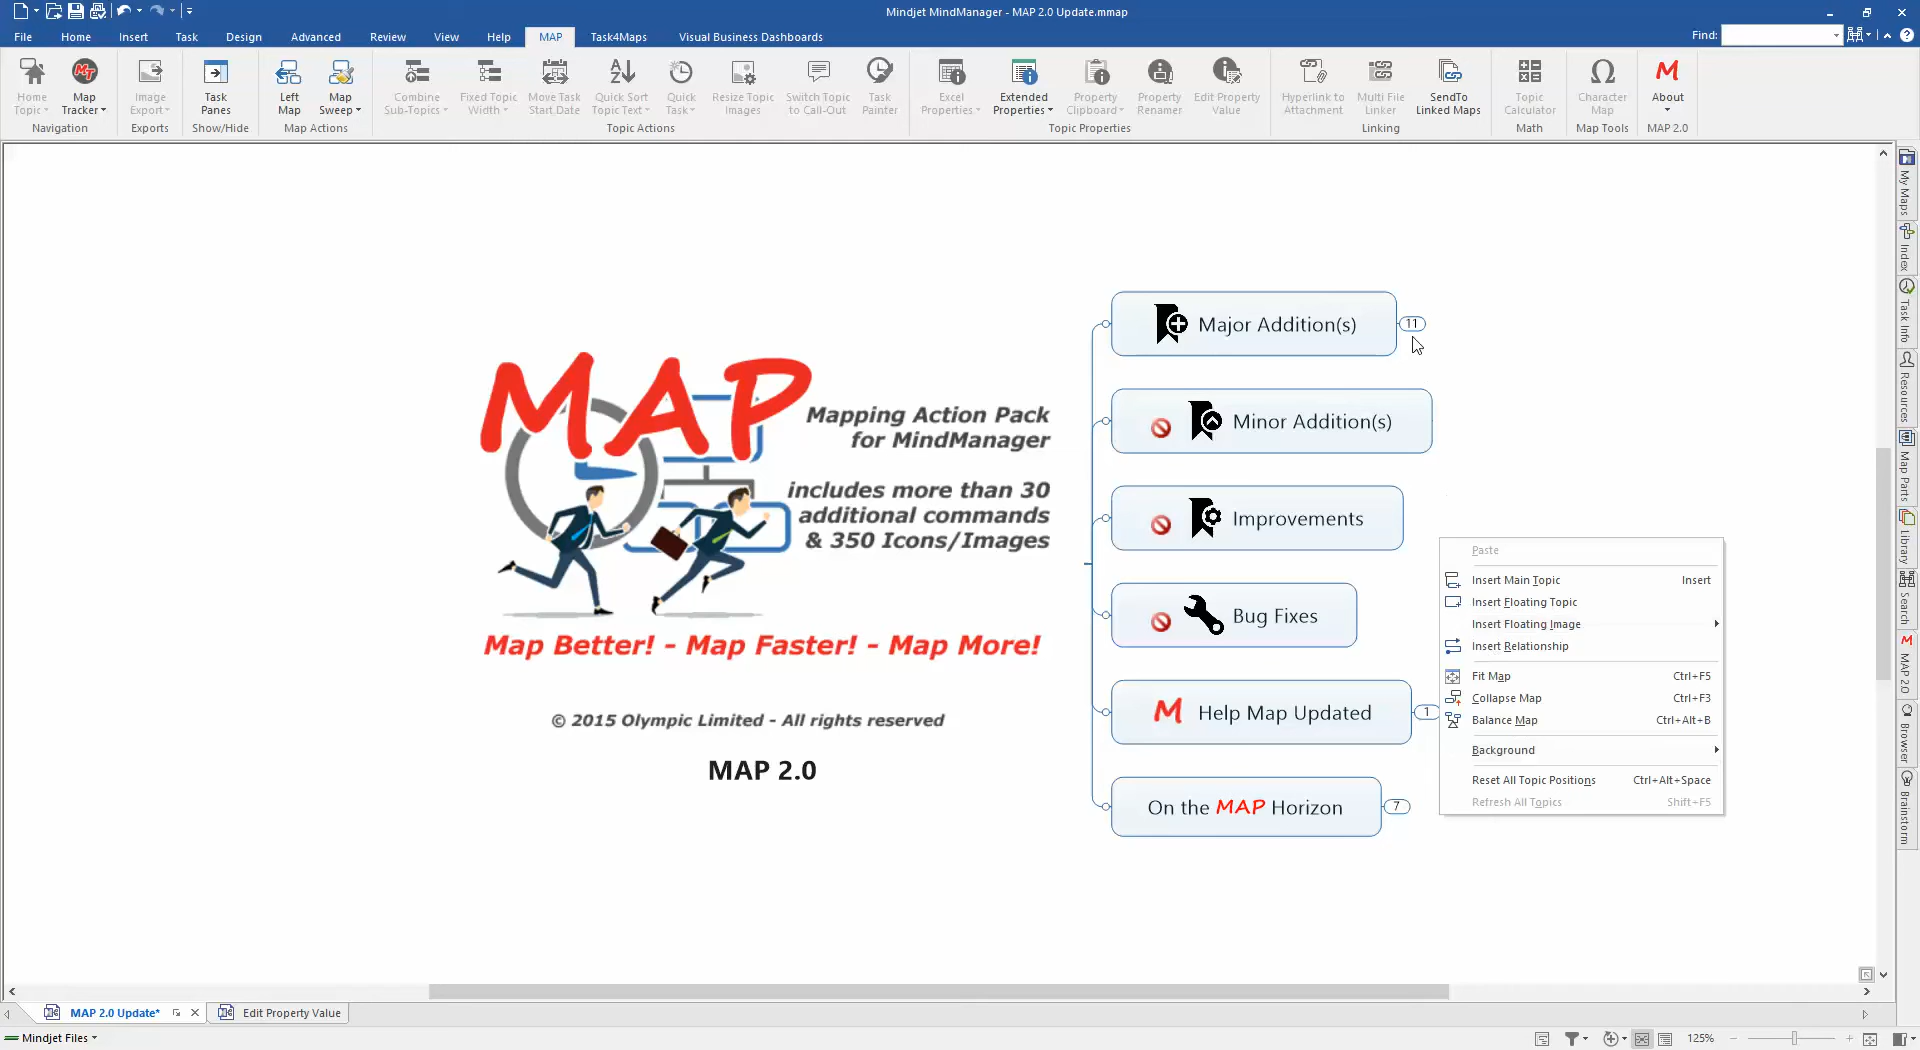 Mindjet MindManager - MAP 2.0 Update.mmap
File Home Insert Task Design Advanced Review View Help MAP Task4Maps Visual Business Dashboards Find:
Home Topic
Map Tracker
Navigation
Image Export
Exports
Task Panes
Show/Hide
Left Map
Map Sweep
Map Actions
Combine Sub-Topics
Fixed Topic Width
Move Task Start Date
Quick Sort Topic Text
Quick Task
Resize Topic Images
Switch Topic to Call-Out
Task Painter
Topic Actions
Excel Properties
Extended Properties
Property Clipboard
Property Renamer
Edit Property Value
Topic Properties
Hyperlink to Attachment
Multi File Linker
SendTo Linked Maps
Linking
Topic Calculator
Math
Character Map
Map Tools
About
MAP 2.0
MAP
Mapping Action Pack
for MindManager
includes more than 30
additional commands
& 350 Icons/Images
Map Better! - Map Faster! - Map More!
© 2015 Olympic Limited - All rights reserved
MAP 2.0
Major Addition(s) 11
Minor Addition(s)
Improvements
Bug Fixes
Help Map Updated 1
On the MAP Horizon 7
Paste
Insert Main Topic Insert
Insert Floating Topic
Insert Floating Image
Insert Relationship
Fit Map Ctrl+F5
Collapse Map Ctrl+F3
Balance Map Ctrl+Alt+B
Background
Reset All Topic Positions Ctrl+Alt+Space
Refresh All Topics Shift+F5
My Maps
Index
Task Info
Resources
Map Parts
Library
Search
MAP 2.0
Browser
Brainstorm
MAP 2.0 Update* Edit Property Value
Mindjet Files 125%